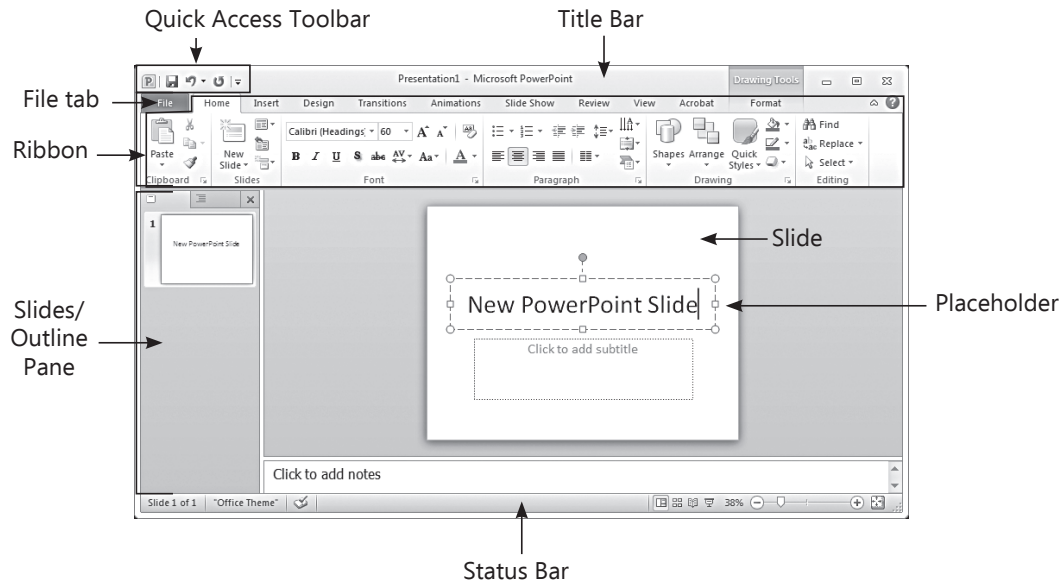 Quick Access Toolbar
Title Bar
Presentation1 - Microsoft PowerPoint
Drawing Tools
File tab
File Home Insert Design Transitions Animations Slide Show Review View Acrobat Format
Ribbon
Calibri (Headings) 60
Find
Replace
Select
Paste
New Slide
B I U S abc AV Aa A
Shapes Arrange Quick Styles
Clipboard Slides Font Paragraph Drawing Editing
1
New PowerPoint Slide
Slide
New PowerPoint Slide
Placeholder
Click to add subtitle
Slides/
Outline
Pane
Click to add notes
Slide 1 of 1 "Office Theme" 38%
Status Bar